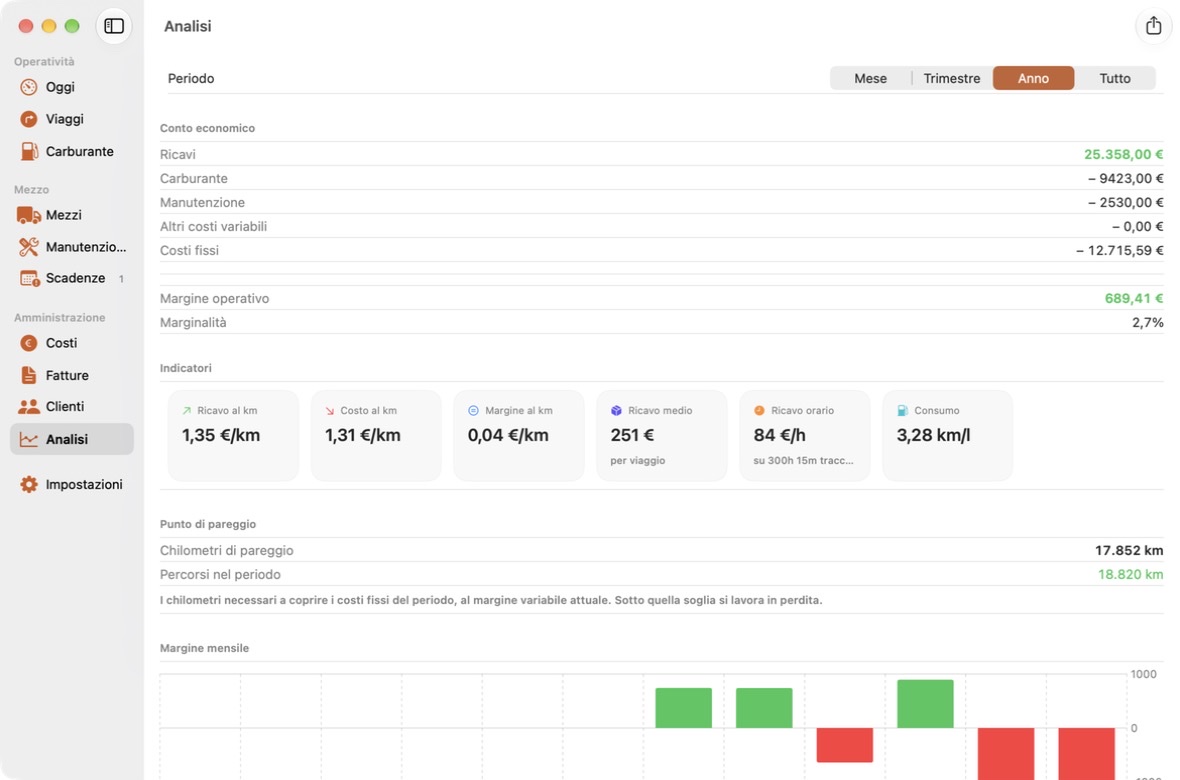 Analisi
Operatività
Oggi
Viaggi
Carburante
Mezzo
Mezzi
Manutenzio...
Scadenze 1
Amministrazione
Costi
Fatture
Clienti
Analisi
Impostazioni
Periodo Mese Trimestre Anno Tutto
Conto economico
Ricavi 25.358,00 €
Carburante – 9423,00 €
Manutenzione – 2530,00 €
Altri costi variabili – 0,00 €
Costi fissi – 12.715,59 €
Margine operativo 689,41 €
Marginalità 2,7%
Indicatori
Ricavo al km
1,35 €/km
Costo al km
1,31 €/km
Margine al km
0,04 €/km
Ricavo medio
251 €
per viaggio
Ricavo orario
84 €/h
su 300h 15m tracc...
Consumo
3,28 km/l
Punto di pareggio
Chilometri di pareggio 17.852 km
Percorsi nel periodo 18.820 km
I chilometri necessari a coprire i costi fissi del periodo, al margine variabile attuale. Sotto quella soglia si lavora in perdita.
Margine mensile
1000
0